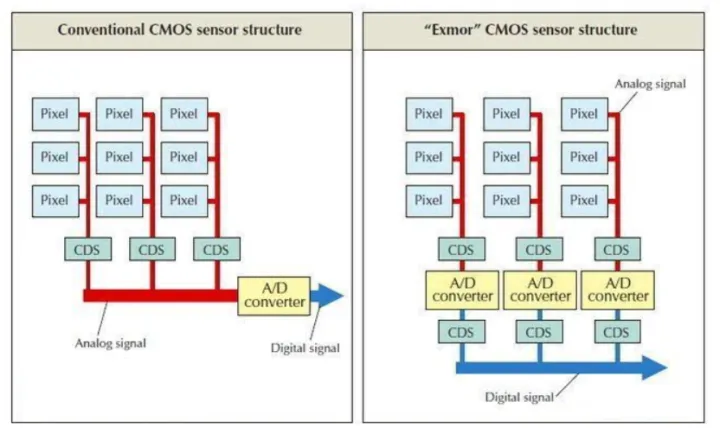 Conventional CMOS sensor structure
Pixel Pixel Pixel
Pixel Pixel Pixel
Pixel Pixel Pixel
CDS CDS CDS
A/D
converter
Analog signal
Digital signal
“Exmor” CMOS sensor structure
Analog signal
Pixel Pixel Pixel
Pixel Pixel Pixel
Pixel Pixel Pixel
CDS CDS CDS
A/D A/D A/D
converter converter converter
CDS CDS CDS
Digital signal